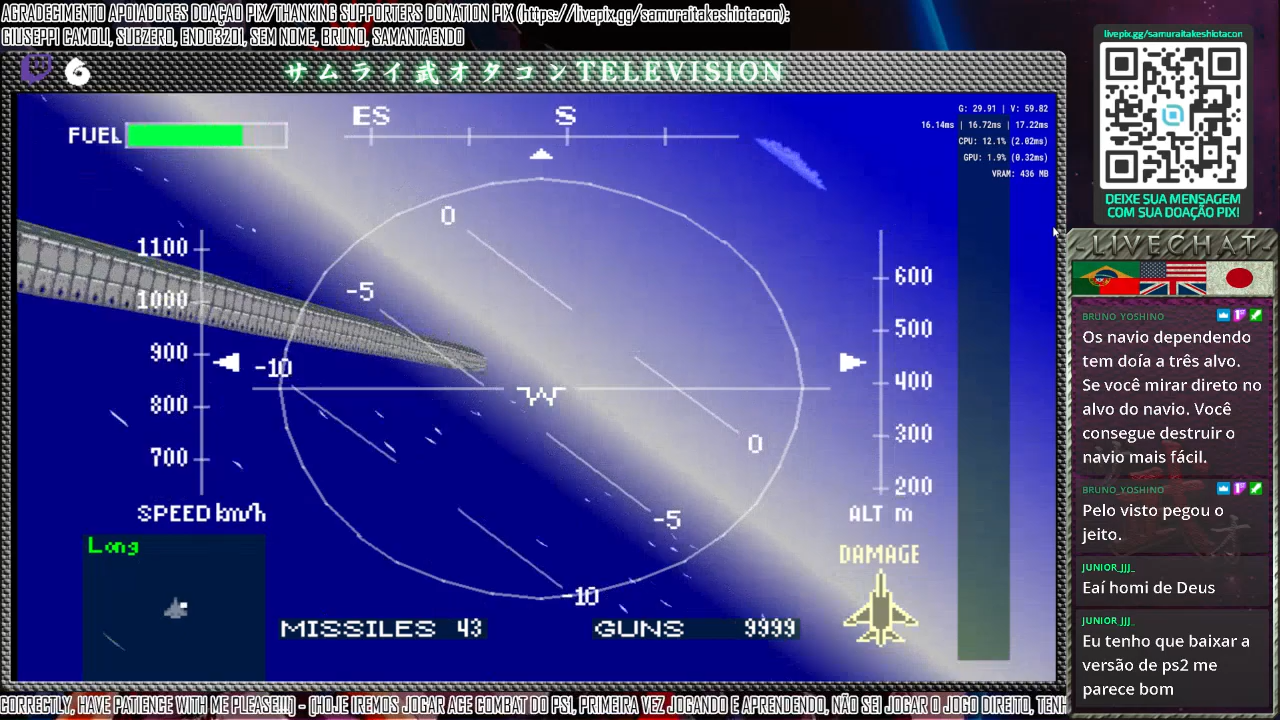 AGRADECIMENTO APOIADORES DOAÇÃO PIX/THANKING SUPPORTERS DONATION PIX (https://livepix.gg/samuraitakeshiotacon):
GIUSEPPI CAMOLI, SUBZERO, ENDO3201, SEM NOME, BRUNO, SAMANTAENDO
6
サムライ武オタコンTELEVISION
livepix.gg/samuraitakeshiotacon
DEIXE SUA MENSAGEM
COM SUA DOAÇÃO PIX!
G: 29.91 | V: 59.82
16.14ms | 16.72ms | 17.22ms
CPU: 12.1% (2.02ms)
GPU: 1.9% (0.32ms)
VRAM: 436 MB
FUEL
ES
S
0
-5
-10
0
-5
-10
1100
1000
900
800
700
SPEED km/h
600
500
400
300
200
ALT m
DAMAGE
Long
MISSILES 43
GUNS 9999
-LIVECHAT-
BRUNO_YOSHINO
Os navio dependendo
tem doía a três alvo.
Se você mirar direto no
alvo do navio. Você
consegue destruir o
navio mais fácil.
BRUNO_YOSHINO
Pelo visto pegou o
jeito.
JUNIOR_JJJ_
Eaí homi de Deus
JUNIOR_JJJ_
Eu tenho que baixar a
versão de ps2 me
parece bom
CORRECTLY, HAVE PATIENCE WITH ME PLEASE!!!) - (HOJE IREMOS JOGAR ACE COMBAT DO PS1, PRIMEIRA VEZ JOGANDO E APRENDENDO, NÃO SEI JOGAR O JOGO DIREITO, TENH